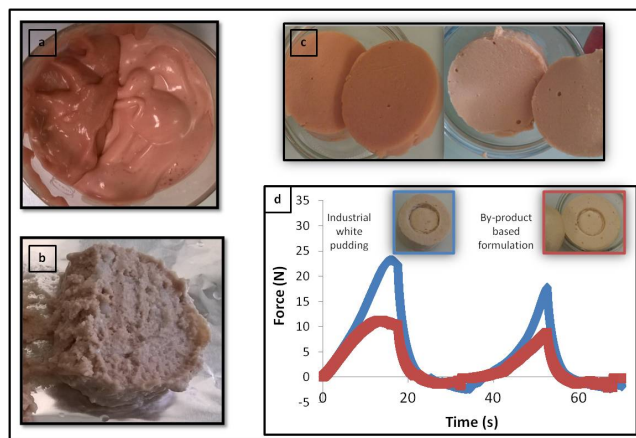 a
b
c
d
Industrial
white
pudding
By-product
based
formulation
Force (N)
35
30
25
20
15
10
5
0
-5
0
20
40
60
Time (s)